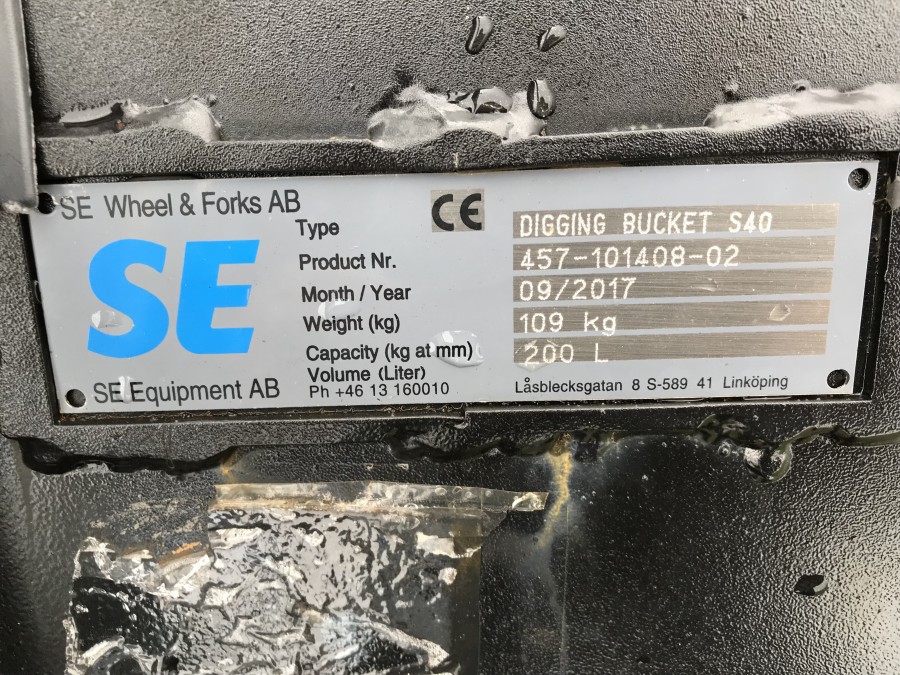 SE Wheel & Forks AB
CE
Type DIGGING BUCKET S40
Product Nr. 457-101408-02
Month / Year 09/2017
Weight (kg) 109 kg
Capacity (kg at mm) 200 L
Volume (Liter)
SE
SE Equipment AB
Ph +46 13 160010
Låsblecksgatan 8 S-589 41 Linköping